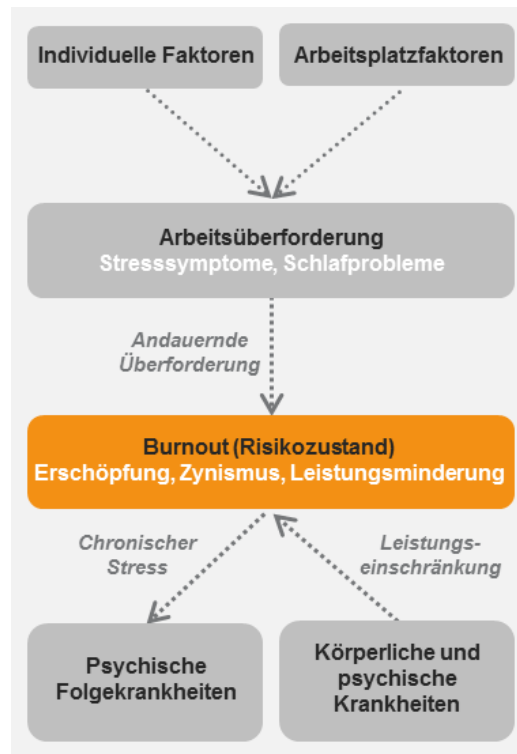 Individuelle Faktoren
Arbeitsplatzfaktoren
Arbeitsüberforderung
Stresssymptome, Schlafprobleme
Andauernde
Überforderung
Burnout (Risikozustand)
Erschöpfung, Zynismus, Leistungsminderung
Chronischer
Stress
Leistungs-
einschränkung
Psychische
Folgekrankheiten
Körperliche und
psychische
Krankheiten